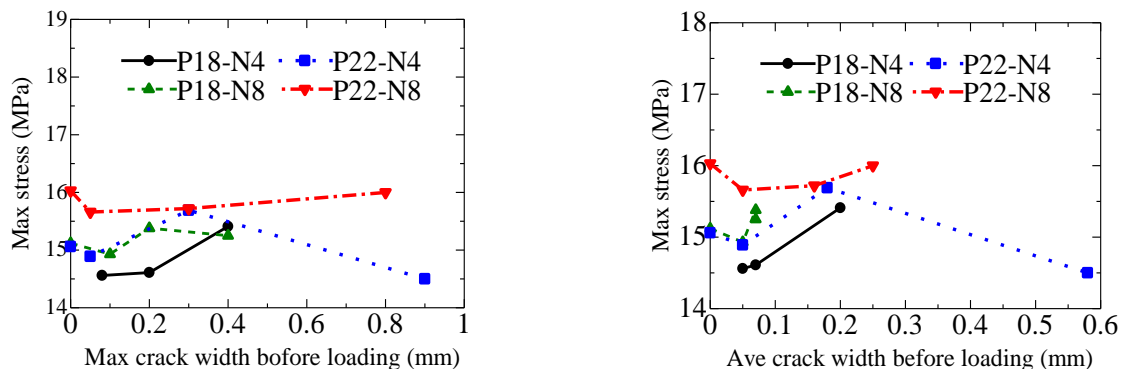 19
18
17
16
15
14
Max stress (MPa)
P18-N4 P22-N4
P18-N8 P22-N8
0 0.2 0.4 0.6 0.8 1
Max crack width bofore loading (mm)
18
17
16
15
14
Max stress (MPa)
P18-N4 P22-N4
P18-N8 P22-N8
0 0.1 0.2 0.3 0.4 0.5 0.6
Ave crack width before loading (mm)